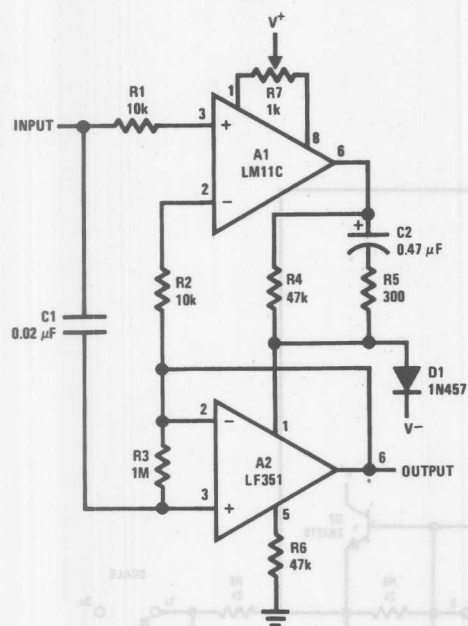 V+
R7
1k
1
8
R1
10k
INPUT
3
+
A1
LM11C
6
2
−
+
C2
0.47 μF
R2
10k
R4
47k
R5
300
C1
0.02 μF
D1
1N457
V−
1
2
−
R3
1M
A2
LF351
6
OUTPUT
3
+
5
R6
47k
SCALE